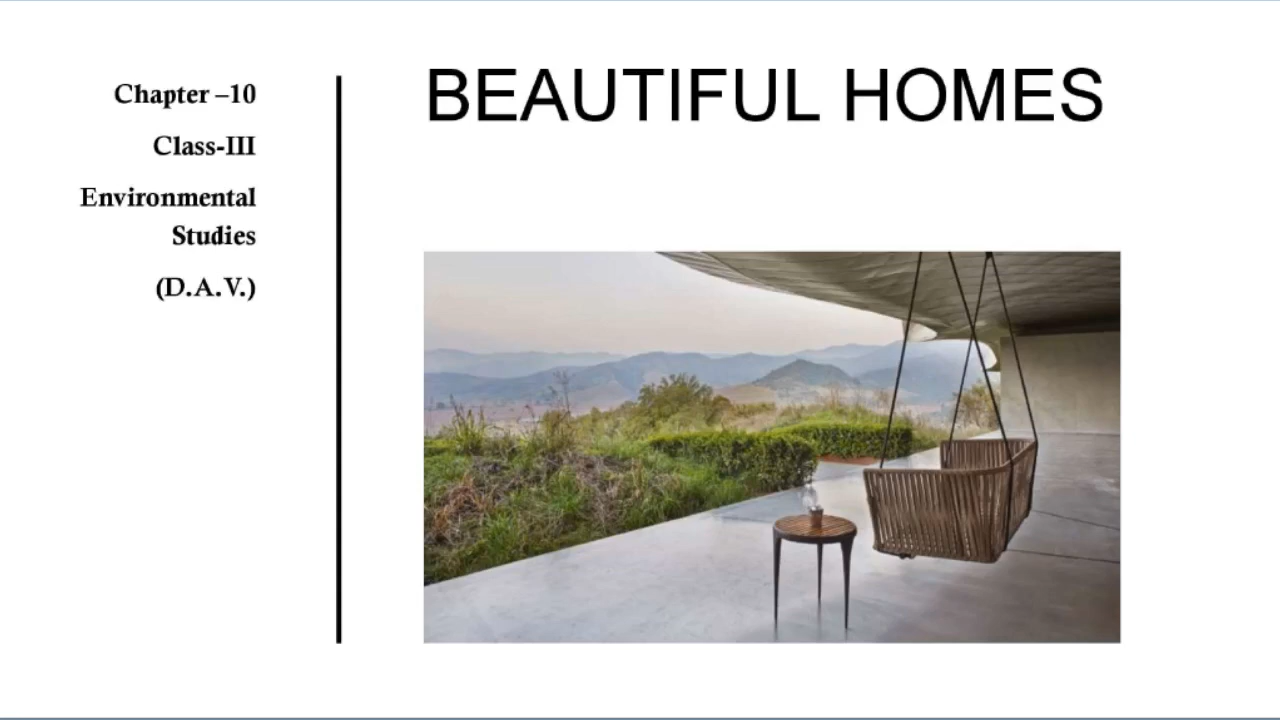 Chapter –10
Class-III
Environmental
Studies
(D.A.V.)
BEAUTIFUL HOMES